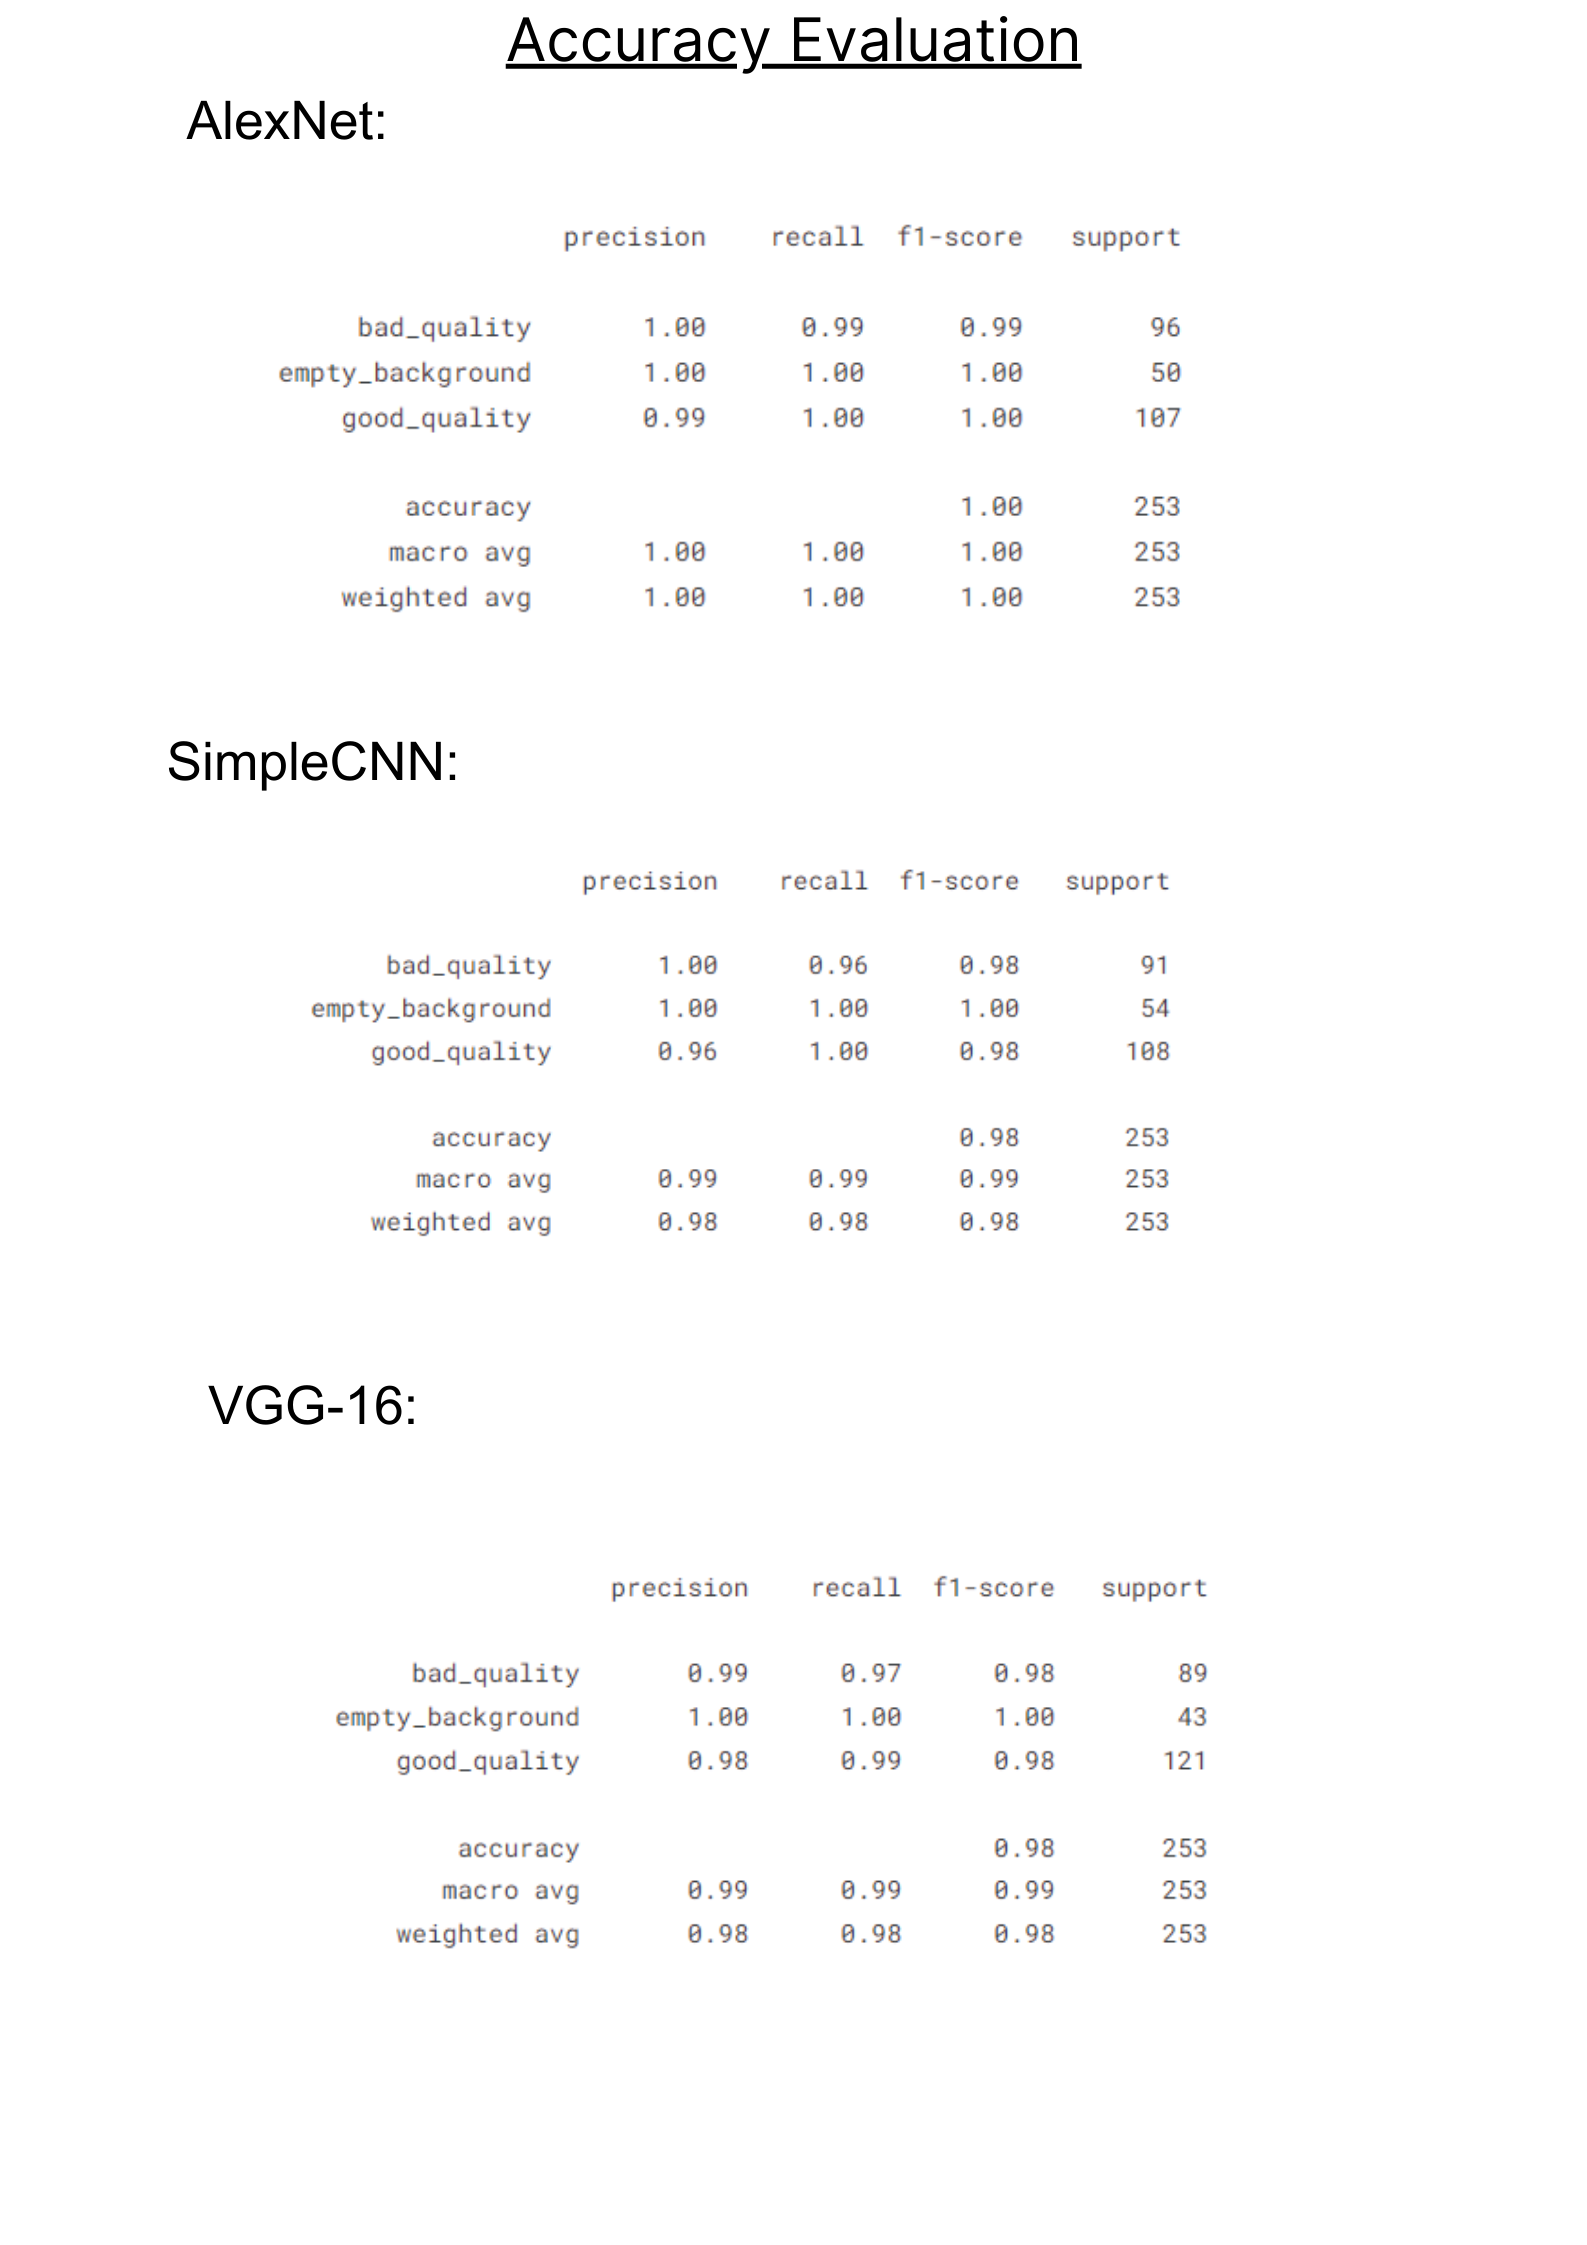 Accuracy Evaluation
AlexNet:
precision recall f1-score support
bad_quality 1.00 0.99 0.99 96
empty_background 1.00 1.00 1.00 50
good_quality 0.99 1.00 1.00 107
accuracy 1.00 253
macro avg 1.00 1.00 1.00 253
weighted avg 1.00 1.00 1.00 253
SimpleCNN:
precision recall f1-score support
bad_quality 1.00 0.96 0.98 91
empty_background 1.00 1.00 1.00 54
good_quality 0.96 1.00 0.98 108
accuracy 0.98 253
macro avg 0.99 0.99 0.99 253
weighted avg 0.98 0.98 0.98 253
VGG-16:
precision recall f1-score support
bad_quality 0.99 0.97 0.98 89
empty_background 1.00 1.00 1.00 43
good_quality 0.98 0.99 0.98 121
accuracy 0.98 253
macro avg 0.99 0.99 0.99 253
weighted avg 0.98 0.98 0.98 253